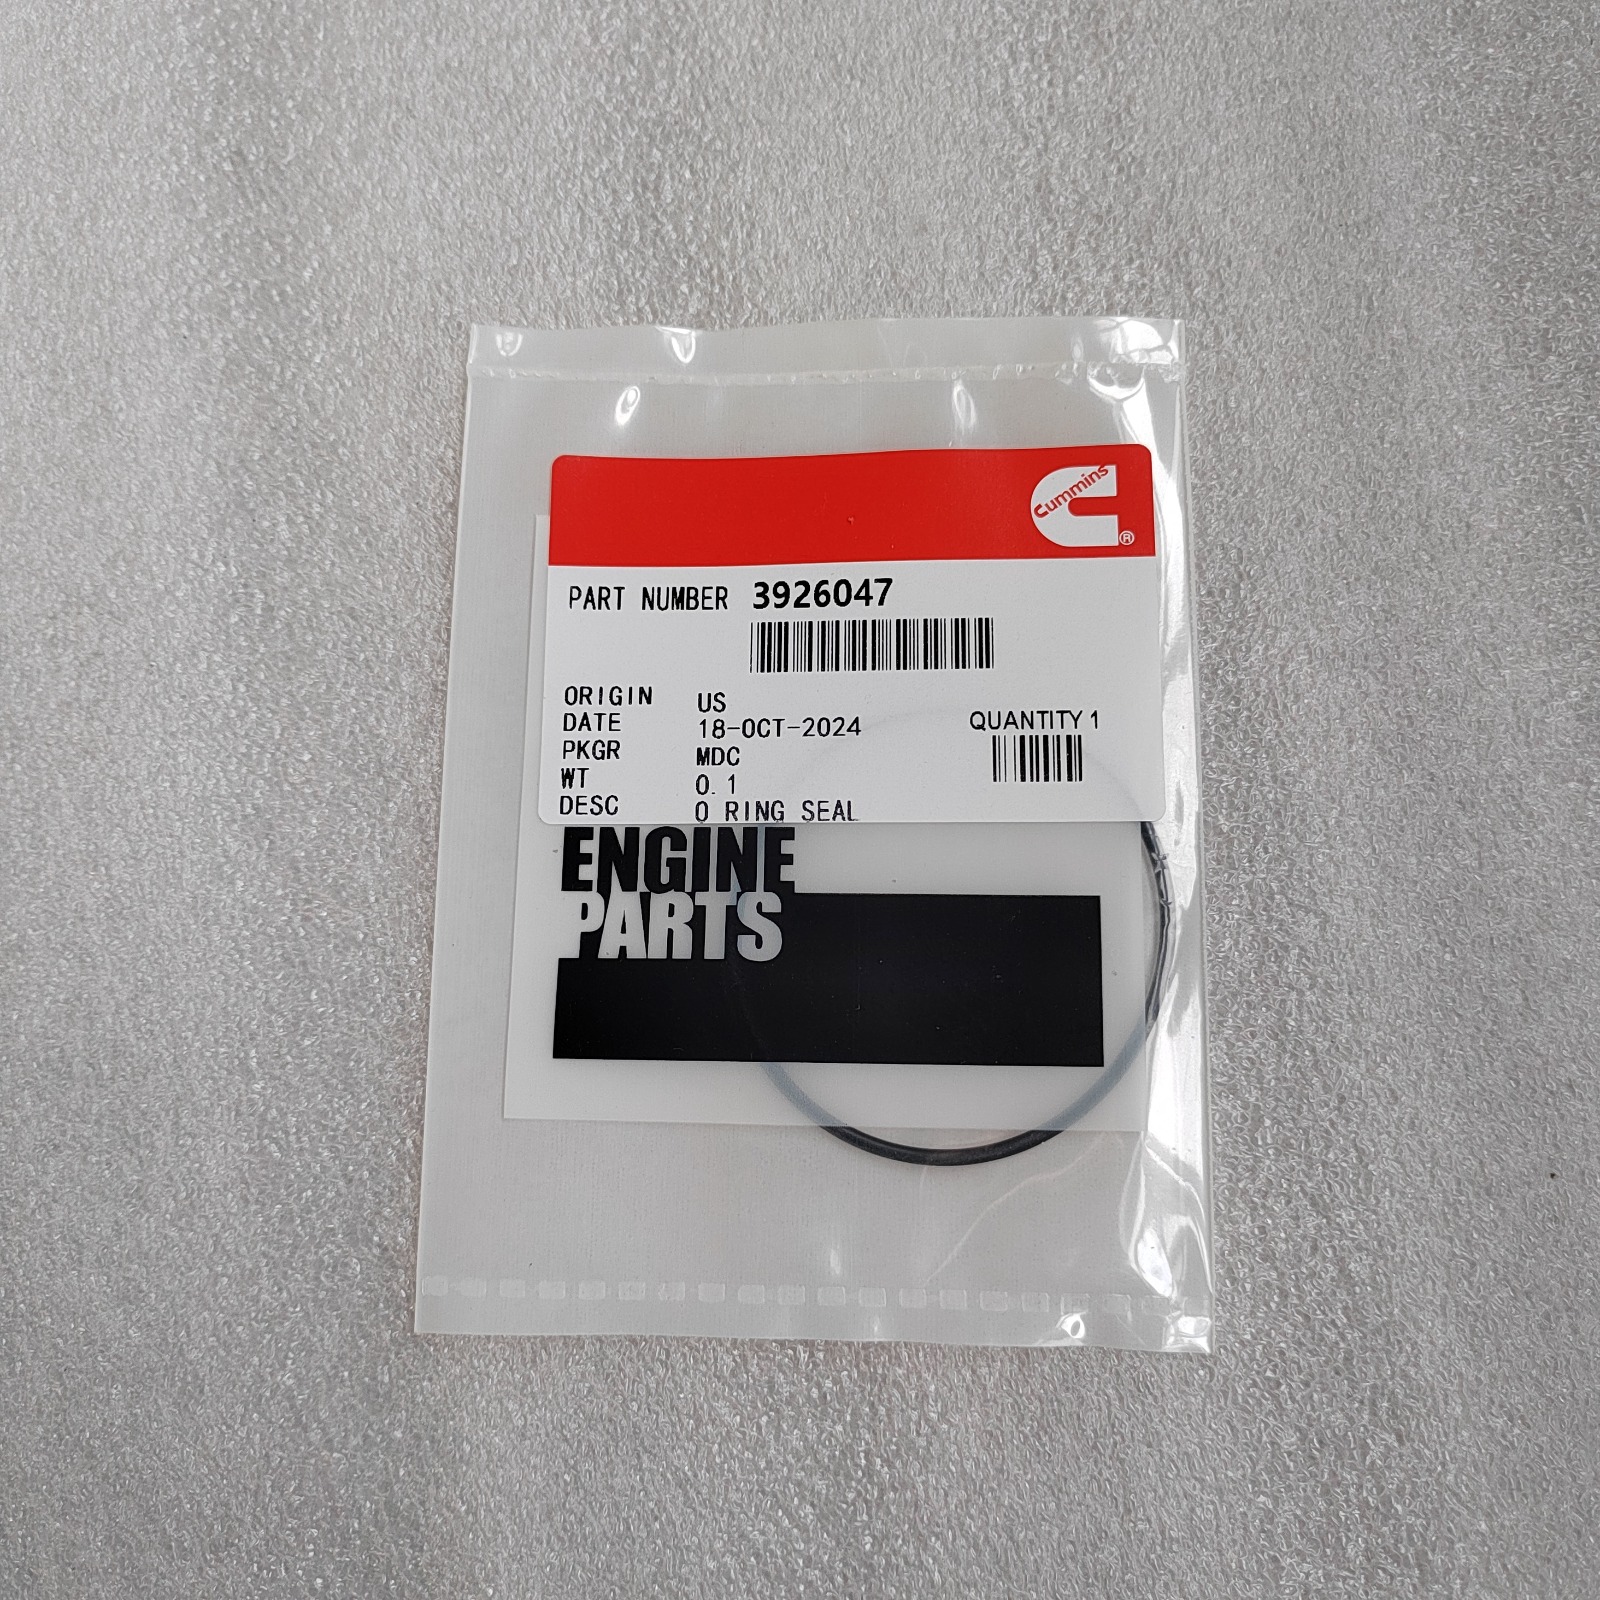 Cummins
®
PART NUMBER 3926047
ORIGIN US
DATE 18-OCT-2024
QUANTITY 1
PKGR MDC
WT 0.1
DESC O RING SEAL
ENGINE
PARTS